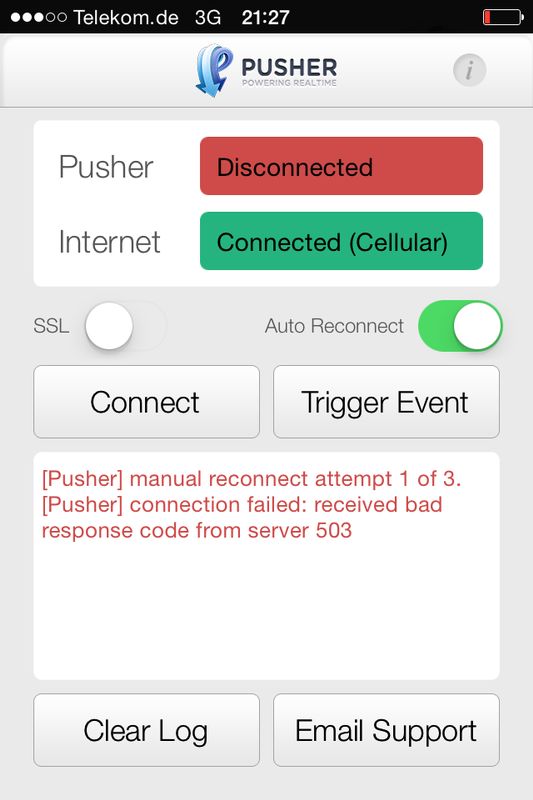 Telekom.de 3G 21:27
PUSHER
POWERING REALTIME
i
Pusher Disconnected
Internet Connected (Cellular)
SSL Auto Reconnect
Connect Trigger Event
[Pusher] manual reconnect attempt 1 of 3.
[Pusher] connection failed: received bad
response code from server 503
Clear Log Email Support